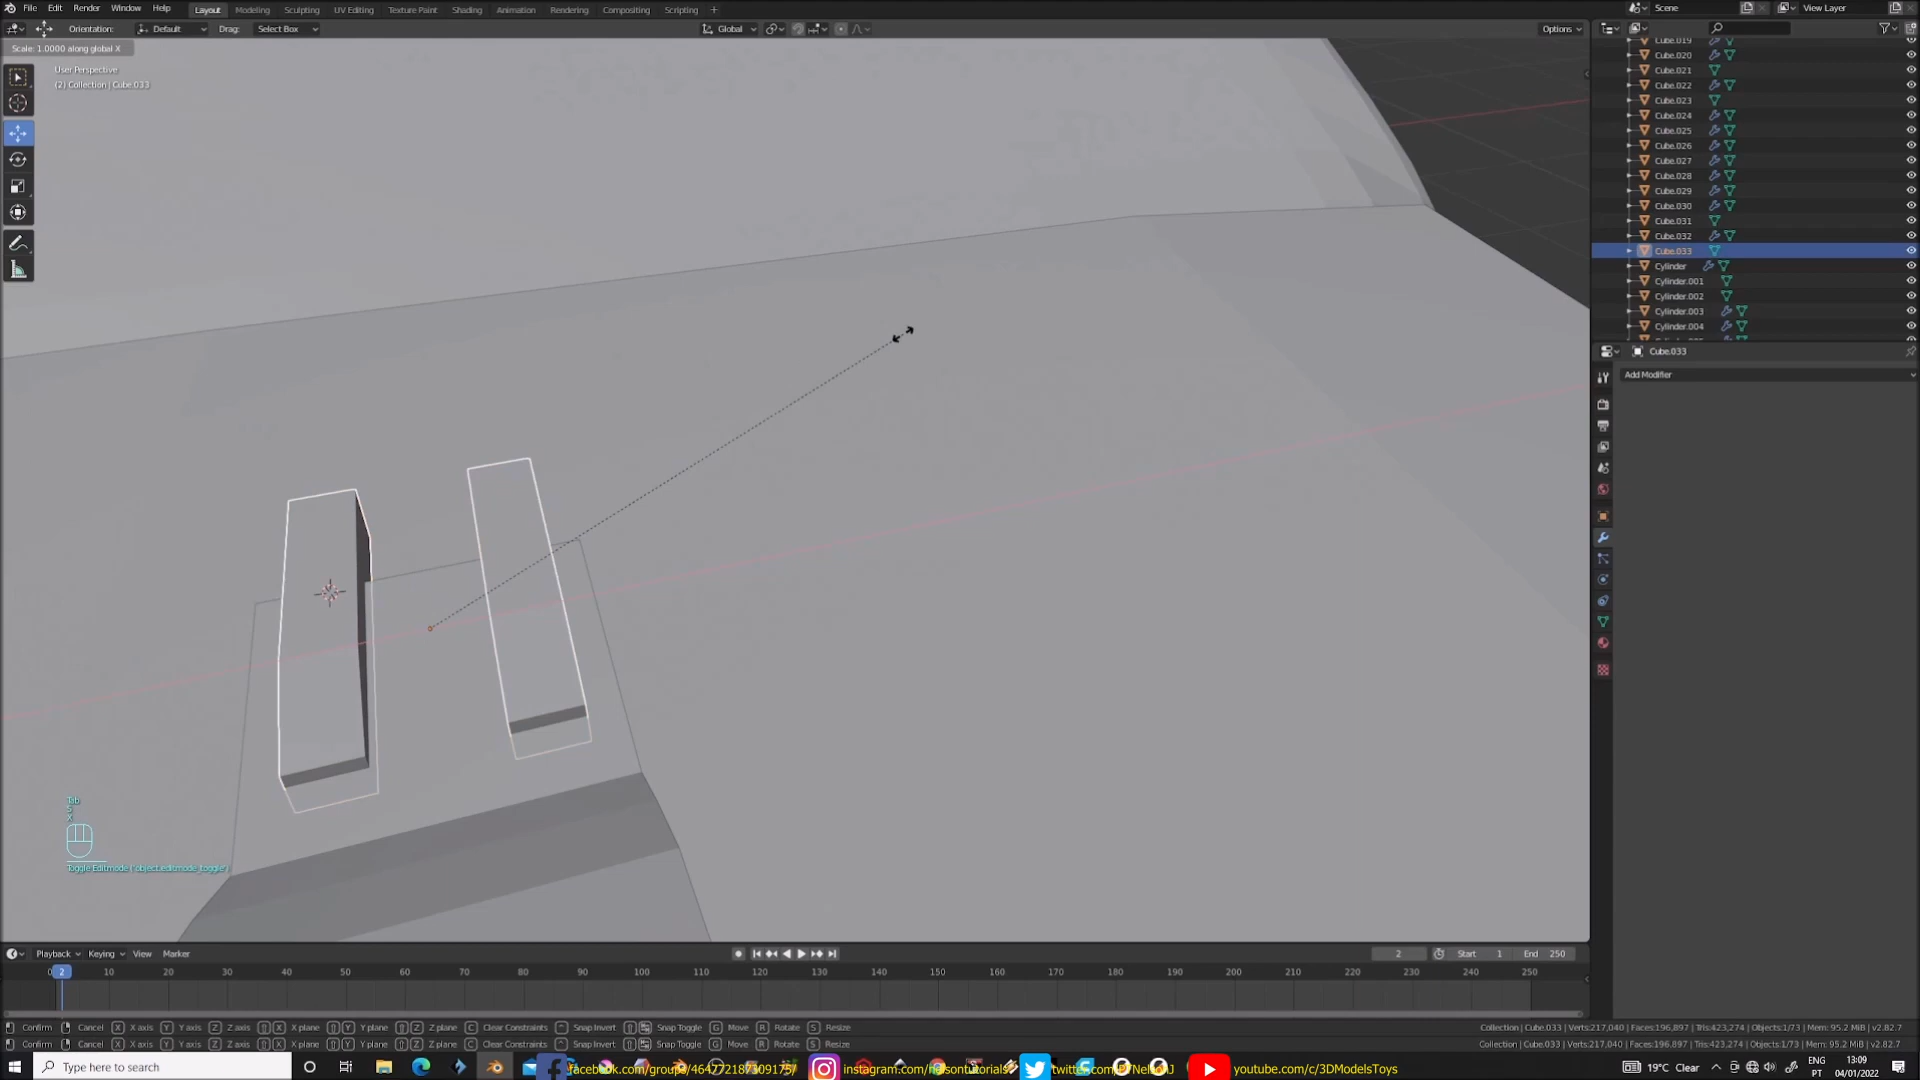 File Edit Render Window Help Layout Modeling Sculpting UV Editing Texture Paint Shading Animation Rendering Compositing Scripting + Scene View Layer
Orientation: Default Drag: Select Box Global Options
Scale: 1.0000 along global X
User Perspective
(2) Collection | Cube.033
Cube.019
Cube.020
Cube.021
Cube.022
Cube.023
Cube.024
Cube.025
Cube.026
Cube.027
Cube.028
Cube.029
Cube.030
Cube.031
Cube.032
Cube.033
Cylinder
Cylinder.001
Cylinder.002
Cylinder.003
Cylinder.004
Cube.033
Add Modifier
Tab
S
X
Toggle Editmode ('object.editmode_toggle')
Playback Keying View Marker 2 Start 1 End 250
0 2 10 20 30 40 50 60 70 80 90 100 110 120 130 140 150 160 170 180 190 200 210 220 230 240 250
Confirm Cancel X X axis Y Y axis Z Z axis X X plane Y Y plane Z Z plane C Clear Constraints Snap Invert Snap Toggle G Move R Rotate S Resize Collection | Cube.033 | Verts:217,040 | Faces:196,897 | Tris:423,274 | Objects:1/73 | Mem: 95.2 MiB | v2.82.7
Confirm Cancel X X axis Y Y axis Z Z axis X X plane Y Y plane Z Z plane C Clear Constraints Snap Invert Snap Toggle G Move R Rotate S Resize Collection | Cube.033 | Verts:217,040 | Faces:196,897 | Tris:423,274 | Objects:1/73 | Mem: 95.2 MiB | v2.82.7
Type here to search youtube.com/c/3DModelsToys 19°C Clear ENG PT 13:09 04/01/2022